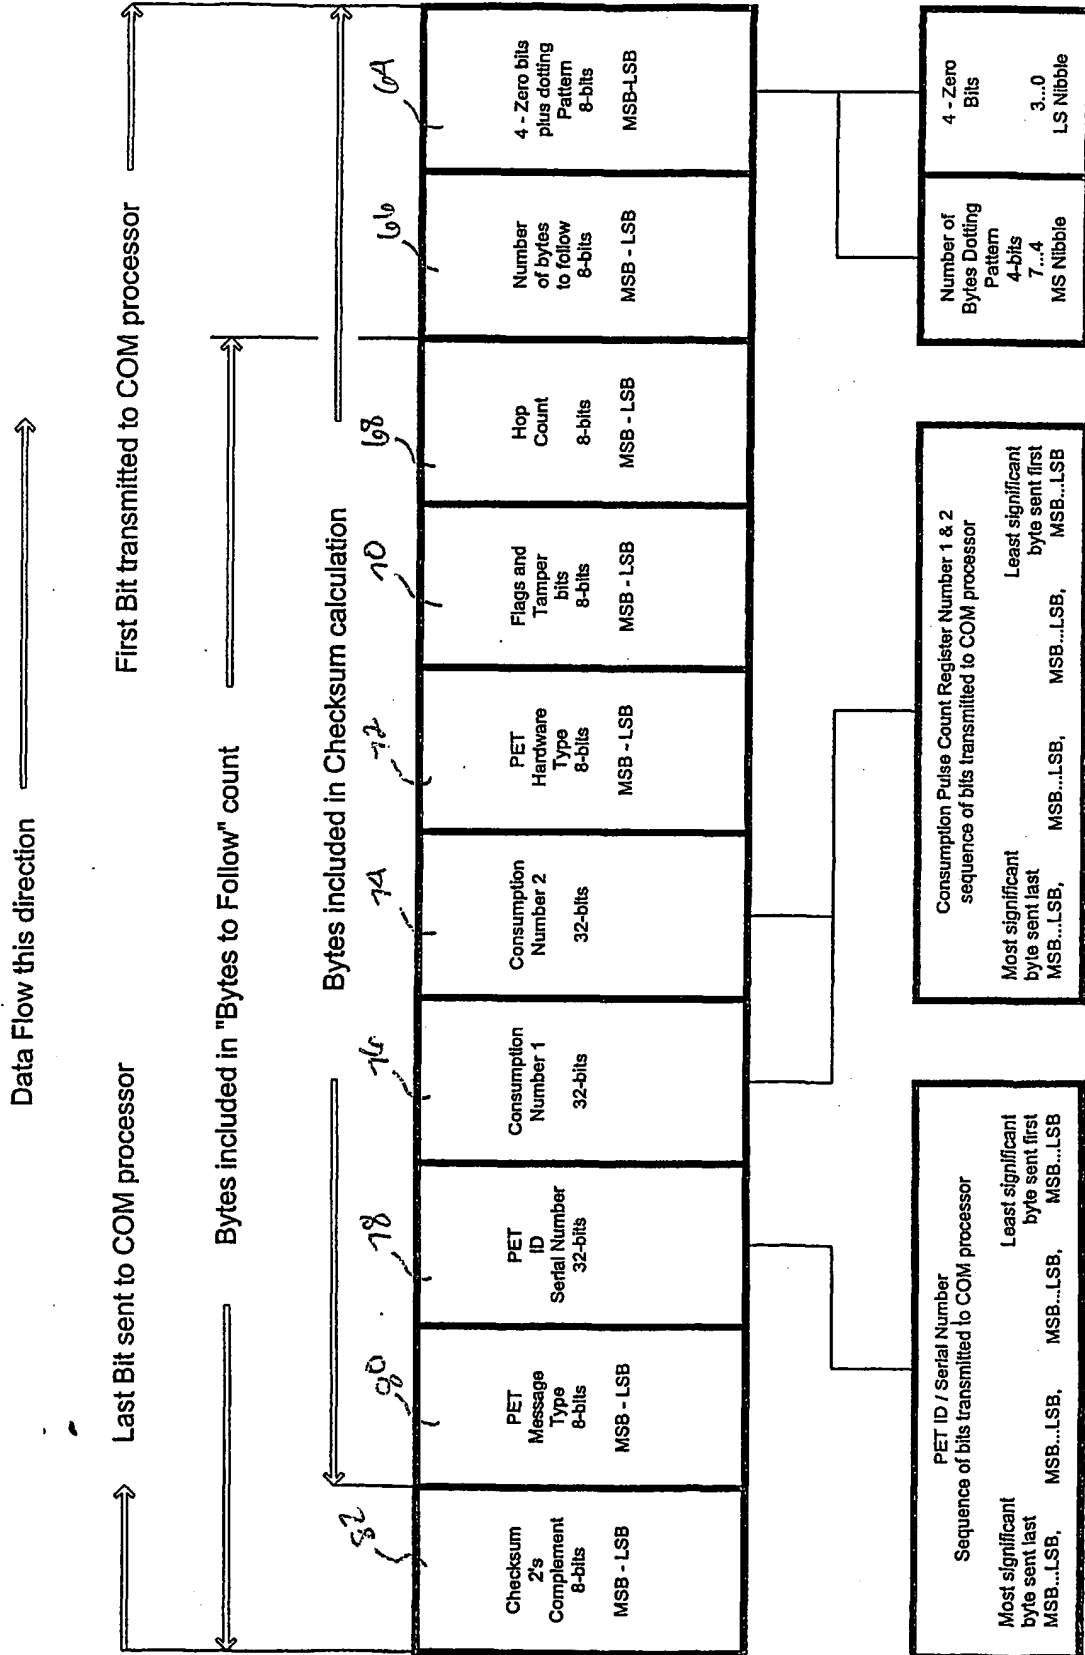 Data Flow this direction
Last Bit sent to COM processor
First Bit transmitted to COM processor
Bytes included in "Bytes to Follow" count
Bytes included in Checksum calculation
82
80
78
76
74
72
70
68
66
64
Checksum
2's
Complement
8-bits
MSB - LSB
PET
Message
Type
8-bits
MSB - LSB
PET
ID
Serial Number
32-bits
Consumption
Number 1
32-bits
Consumption
Number 2
32-bits
PET
Hardware
Type
8-bits
MSB - LSB
Flags and
Tamper
bits
8-bits
MSB - LSB
Hop
Count
8-bits
MSB - LSB
Number
of bytes
to follow
8-bits
MSB - LSB
4 - Zero bits
plus dotting
Pattern
8-bits
MSB-LSB
PET ID / Serial Number
Sequence of bits transmitted to COM processor
Most significant
byte sent last
MSB...LSB,
MSB...LSB,
MSB...LSB,
Least significant
byte sent first
MSB...LSB
Consumption Pulse Count Register Number 1 & 2
sequence of bits transmitted to COM processor
Most significant
byte sent last
MSB...LSB,
MSB...LSB,
MSB...LSB,
Least significant
byte sent first
MSB...LSB
Number of
Bytes Dotting
Pattern
4-bits
7...4
MS Nibble
4 - Zero
Bits
3...0
LS Nibble